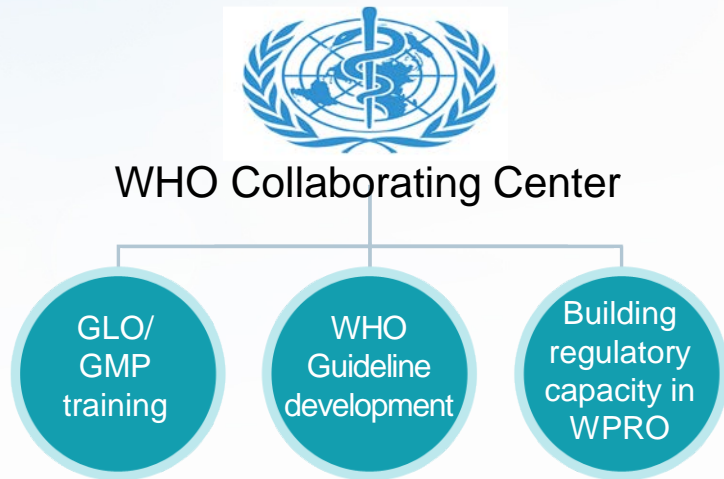 WHO Collaborating Center
GLO/
GMP
training
WHO
Guideline
development
Building
regulatory
capacity in
WPRO